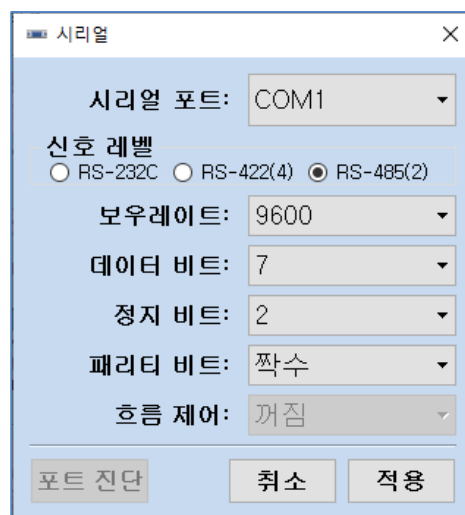 시리얼
시리얼 포트: COM1
신호 레벨
RS-232C RS-422(4) RS-485(2)
보우레이트: 9600
데이터 비트: 7
정지 비트: 2
패리티 비트: 짝수
흐름 제어: 꺼짐
포트 진단 취소 적용